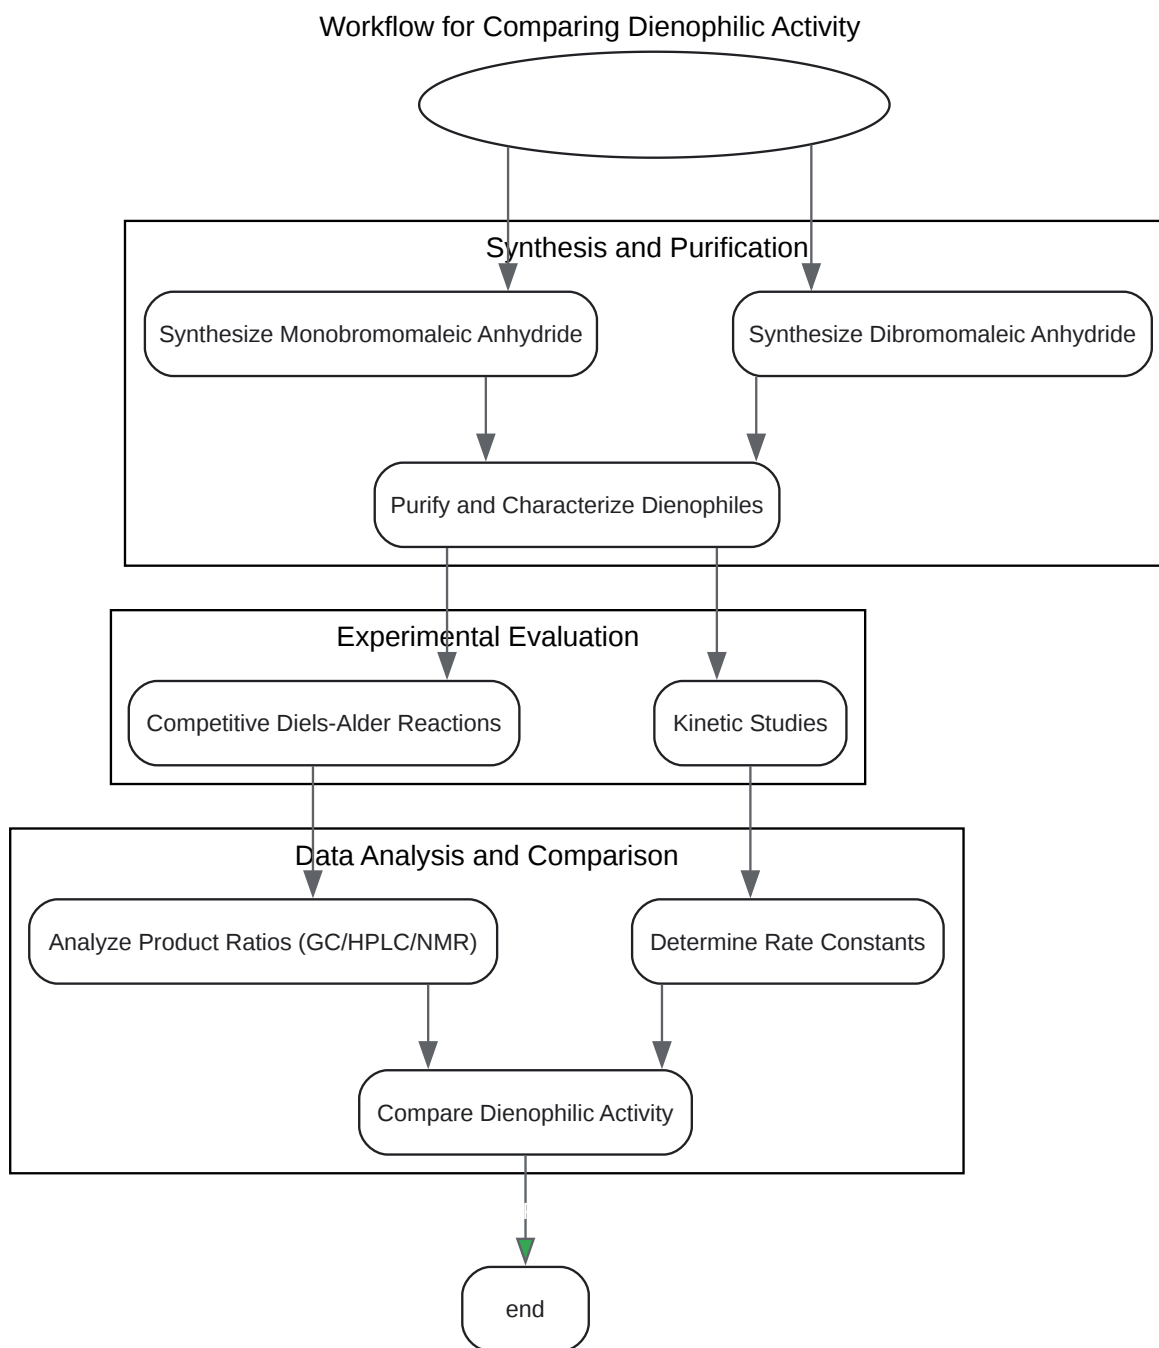 Workflow for Comparing Dienophilic Activity
Synthesis and Purification
Synthesize Monobromomaleic Anhydride
Synthesize Dibromomaleic Anhydride
Purify and Characterize Dienophiles
Experimental Evaluation
Competitive Diels-Alder Reactions
Kinetic Studies
Data Analysis and Comparison
Analyze Product Ratios (GC/HPLC/NMR)
Determine Rate Constants
Compare Dienophilic Activity
end